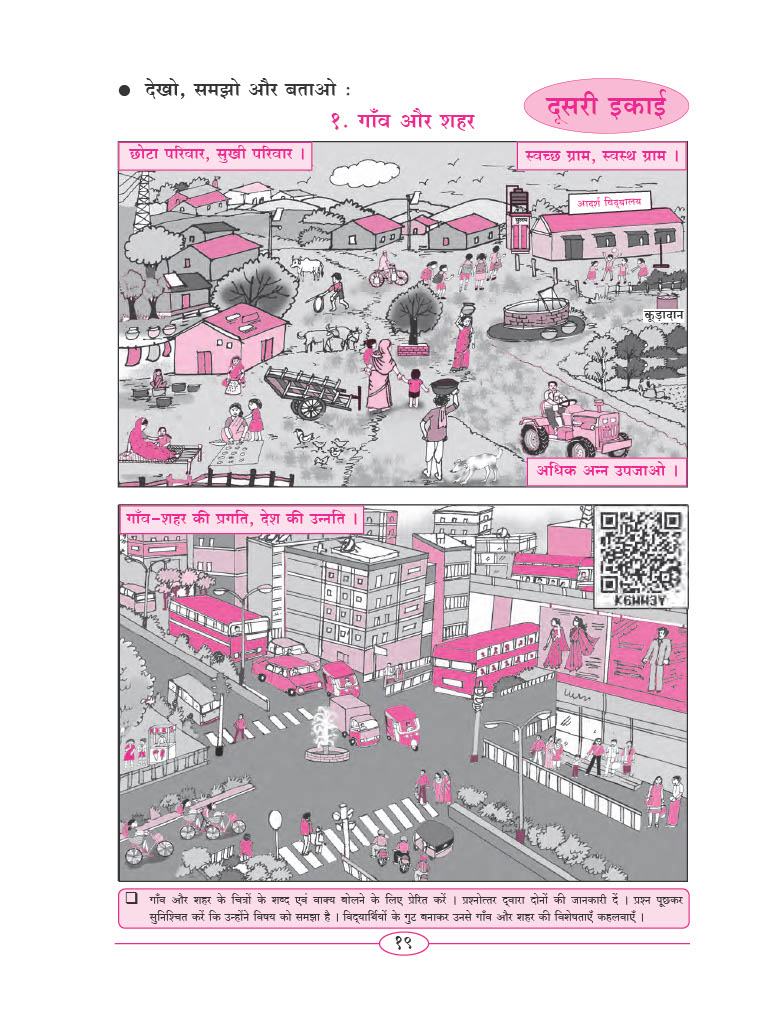 ● देखो, समझो और बताओ :
दूसरी इकाई
१. गाँव और शहर
छोटा परिवार, सुखी परिवार ।
स्वच्छ ग्राम, स्वस्थ ग्राम ।
आदर्श विद्यालय
कूड़ादान
अधिक अन्न उपजाओ ।
गाँव-शहर की प्रगति, देश की उन्नति ।
K6WW3Y
❑ गाँव और शहर के चित्रों के शब्द एवं वाक्य बोलने के लिए प्रेरित करें । प्रश्नोत्तर द्वारा दोनों की जानकारी दें । प्रश्न पूछकर
सुनिश्चित करें कि उन्होंने विषय को समझा है । विद्यार्थियों के गुट बनाकर उनसे गाँव और शहर की विशेषताएँ कहलवाएँ ।
१९